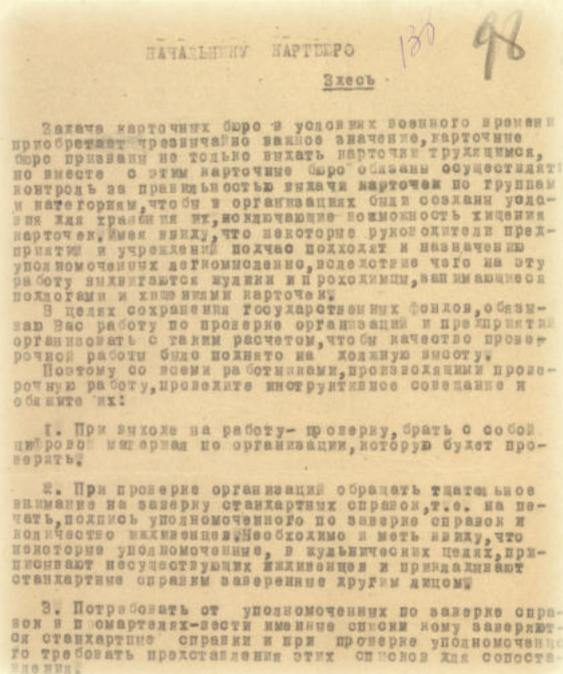 138 98
НАЧАЛЬНИКУ КАРТБЮРО
Здесь
Задача карточных бюро в условиях военного времени
приобретает чрезвычайно важное значение, карточные
бюро призваны не только выдать карточки трудящимся,
но вместе с этим карточные бюро обязаны осуществлять
контроль за правильностью выдачи карточек по группам
и категориям, чтобы в организациях были созданы усло-
вия для хранения их, исключающие возможность хищения
карточек. Имея ввиду, что некоторые руководители пред-
приятий и учреждений подчас подходят к назначению
уполномоченных легкомысленно, вследствие чего на эту
работу выдвигаются жулики и проходимцы, занимающиеся
подлогами и хищениями карточек.
В целях сохранения государственных фондов, обязы-
ваю Вас работу по проверке организаций и предприятий
организовать с таким расчетом, чтобы качество прове-
рочной работы было поднято на должную высоту.
Поэтому со всеми работниками, производящими прове-
рочную работу, проведите инструктивное совещание и
обяжите их:
1. При выходе на работу- проверку, брать с собой
цифровой материал по организации, которую будет про-
верять.
2. При проверке организаций обращать тщательное
внимание на заверку стандартных справок, т.е. на пе-
чать, подпись уполномоченного по заверке справок и
количество иждивенцев. Необходимо и меть ввиду, что
некоторые уполномоченные, в жульнических целях, при-
писывают несуществующих иждивенцев и прикладывают
стандартные справки заверенные другим лицом.
3. Потребовать от уполномоченных по заверке спра-
вок в промартелях-вести именные списки кому заверяют-
ся стандартные справки и при проверке уполномоченно-
го требовать представления этих списков для сопоста-
вления.